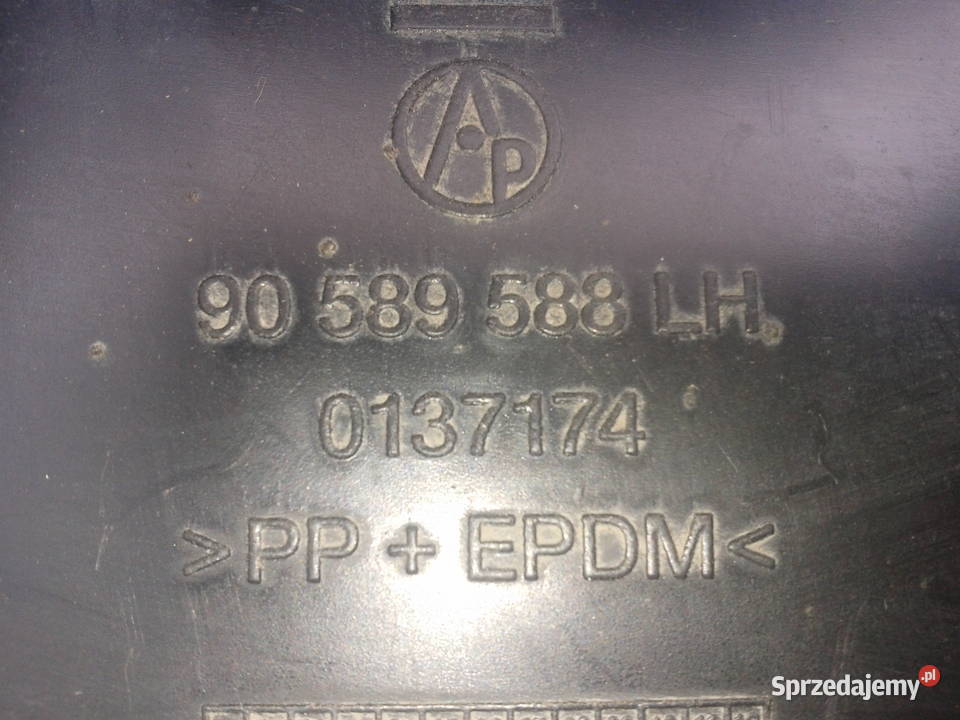 AP
90 589 588 LH
0137174
>PP + EPDM<
Sprzedajemy.pl